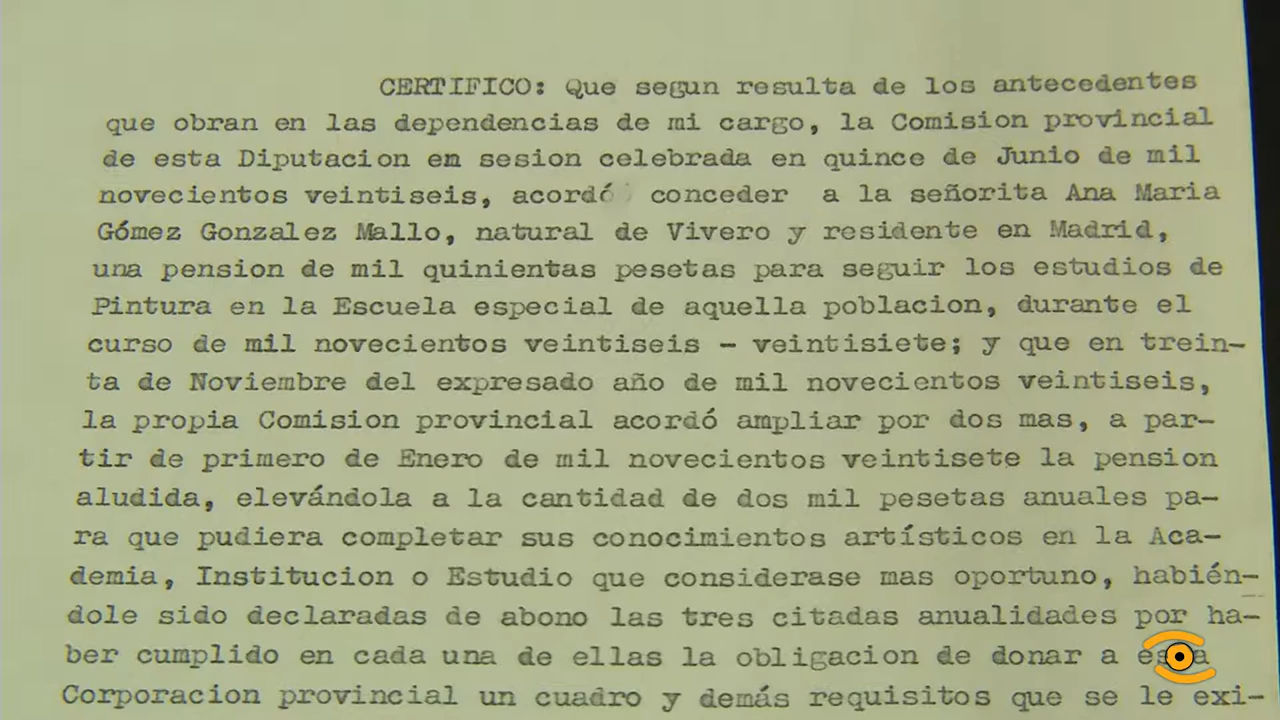 CERTIFICO: Que segun resulta de los antecedentes
que obran en las dependencias de mi cargo, la Comision provincial
de esta Diputacion en sesion celebrada en quince de Junio de mil
novecientos veintiseis, acordó conceder a la señorita Ana Maria
Gómez Gonzalez Mallo, natural de Vivero y residente en Madrid,
una pension de mil quinientas pesetas para seguir los estudios de
Pintura en la Escuela especial de aquella poblacion, durante el
curso de mil novecientos veintiseis - veintisiete; y que en trein-
ta de Noviembre del expresado año de mil novecientos veintiseis,
la propia Comision provincial acordó ampliar por dos mas, a par-
tir de primero de Enero de mil novecientos veintisete la pension
aludida, elevándola a la cantidad de dos mil pesetas anuales pa-
ra que pudiera completar sus conocimientos artísticos en la Aca-
demia, Institucion o Estudio que considerase mas oportuno, habién-
dole sido declaradas de abono las tres citadas anualidades por ha-
ber cumplido en cada una de ellas la obligacion de donar a esta
Corporacion provincial un cuadro y demás requisitos que se le exi-